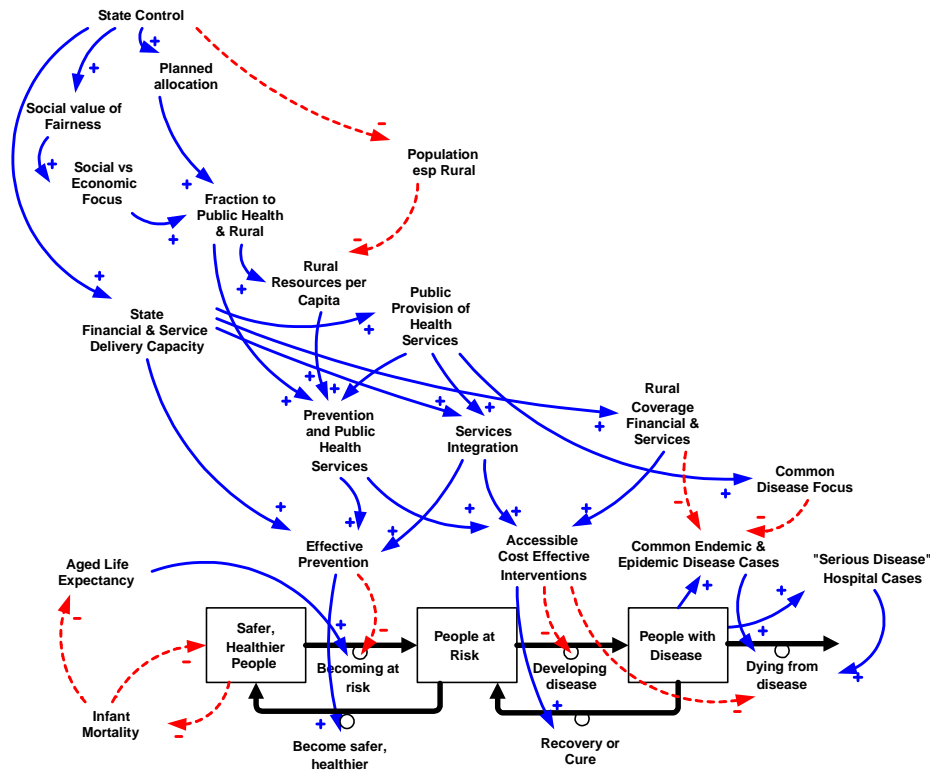 State Control
Planned
allocation
Social value of
Fairness
Social vs
Economic
Focus
Population
esp Rural
Fraction to
Public Health
& Rural
Rural
Resources per
Capita
Public
Provision of
Health
Services
State
Financial & Service
Delivery Capacity
Rural
Coverage
Financial &
Services
Prevention
and Public
Health
Services
Services
Integration
Common
Disease Focus
Effective
Prevention
Accessible
Cost Effective
Interventions
Common Endemic &
Epidemic Disease Cases
"Serious Disease"
Hospital Cases
Aged Life
Expectancy
Safer,
Healthier
People
People at
Risk
People with
Disease
Becoming at
risk
Developing
disease
Dying from
disease
Infant
Mortality
Become safer,
healthier
Recovery or
Cure